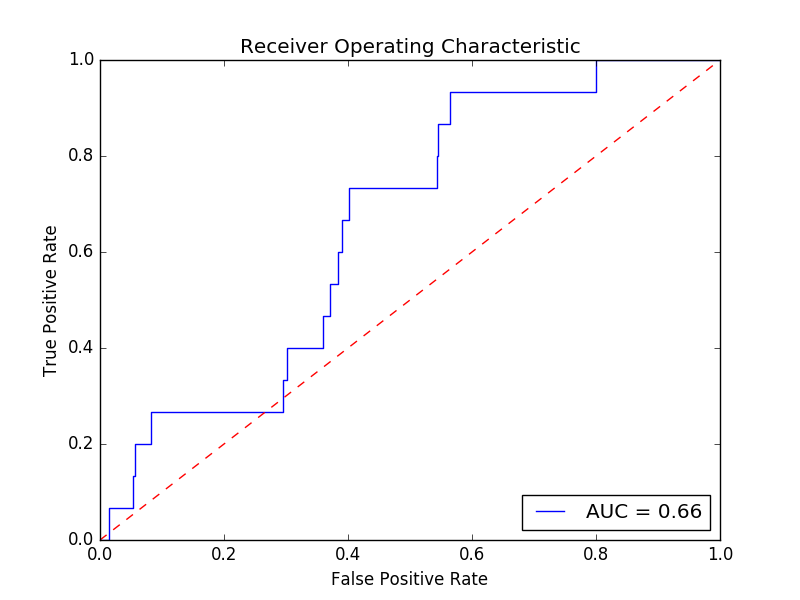 Receiver Operating Characteristic
1.0
0.8
0.6
0.4
0.2
0.0
True Positive Rate
AUC = 0.66
0.0 0.2 0.4 0.6 0.8 1.0
False Positive Rate